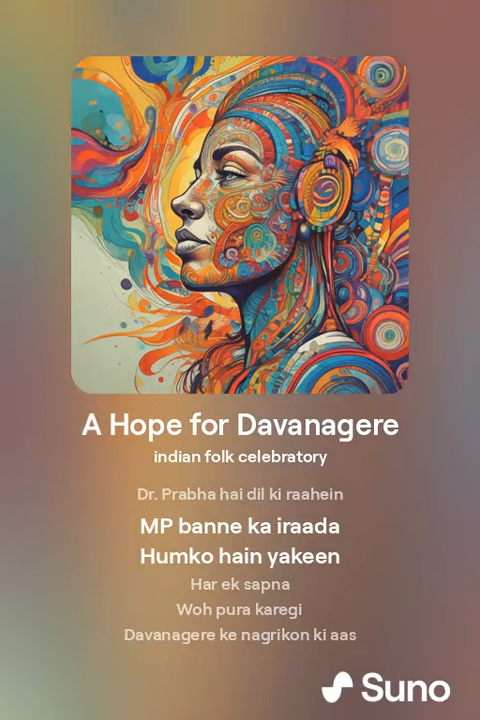 A Hope for Davanagere
indian folk celebratory
Dr. Prabha hai dil ki raahein
MP banne ka iraada
Humko hain yakeen
Har ek sapna
Woh pura karegi
Davanagere ke nagrikon ki aas
Suno